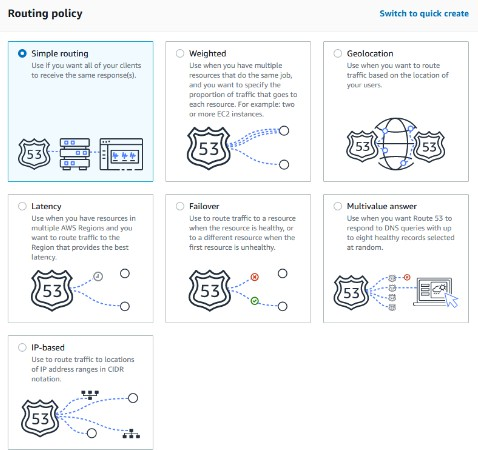 Routing policy
Switch to quick create
Simple routing
Use if you want all of your clients
to receive the same response(s).
53
Weighted
Use when you have multiple
resources that do the same job,
and you want to specify the
proportion of traffic that goes to
each resource. For example: two
or more EC2 instances.
53
Geolocation
Use when you want to route
traffic based on the location of
your users.
53
53
Latency
Use when you have resources in
multiple AWS Regions and you
want to route traffic to the
Region that provides the best
latency.
53
Failover
Use to route traffic to a resource
when the resource is healthy, or
to a different resource when the
first resource is unhealthy.
53
Multivalue answer
Use when you want Route 53 to
respond to DNS queries with up
to eight healthy records selected
at random.
53
IP-based
Use to route traffic to locations
of IP address ranges in CIDR
notation.
53